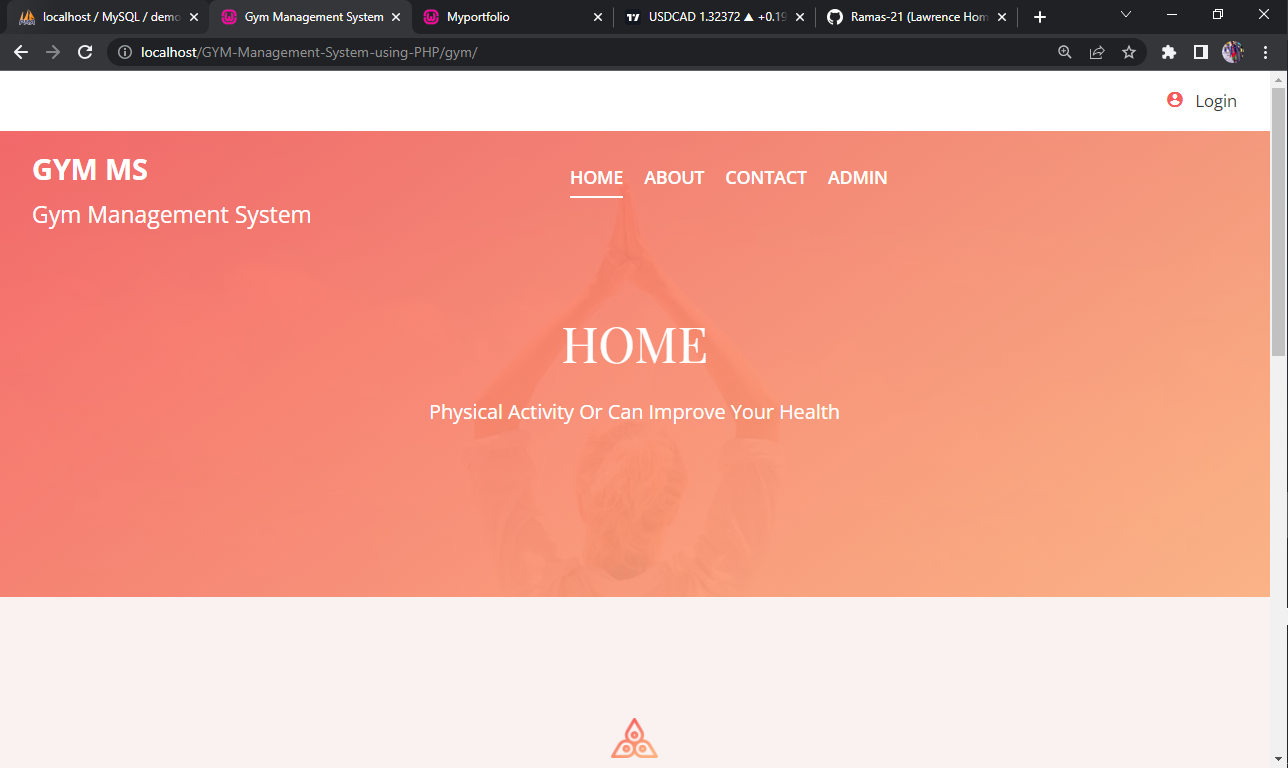 localhost / MySQL / demo
Gym Management System
Myportfolio
USDCAD 1.32372 ▲ +0.19
Ramas-21 (Lawrence Hom
localhost/GYM-Management-System-using-PHP/gym/
Login
GYM MS
HOME ABOUT CONTACT ADMIN
Gym Management System
HOME
Physical Activity Or Can Improve Your Health